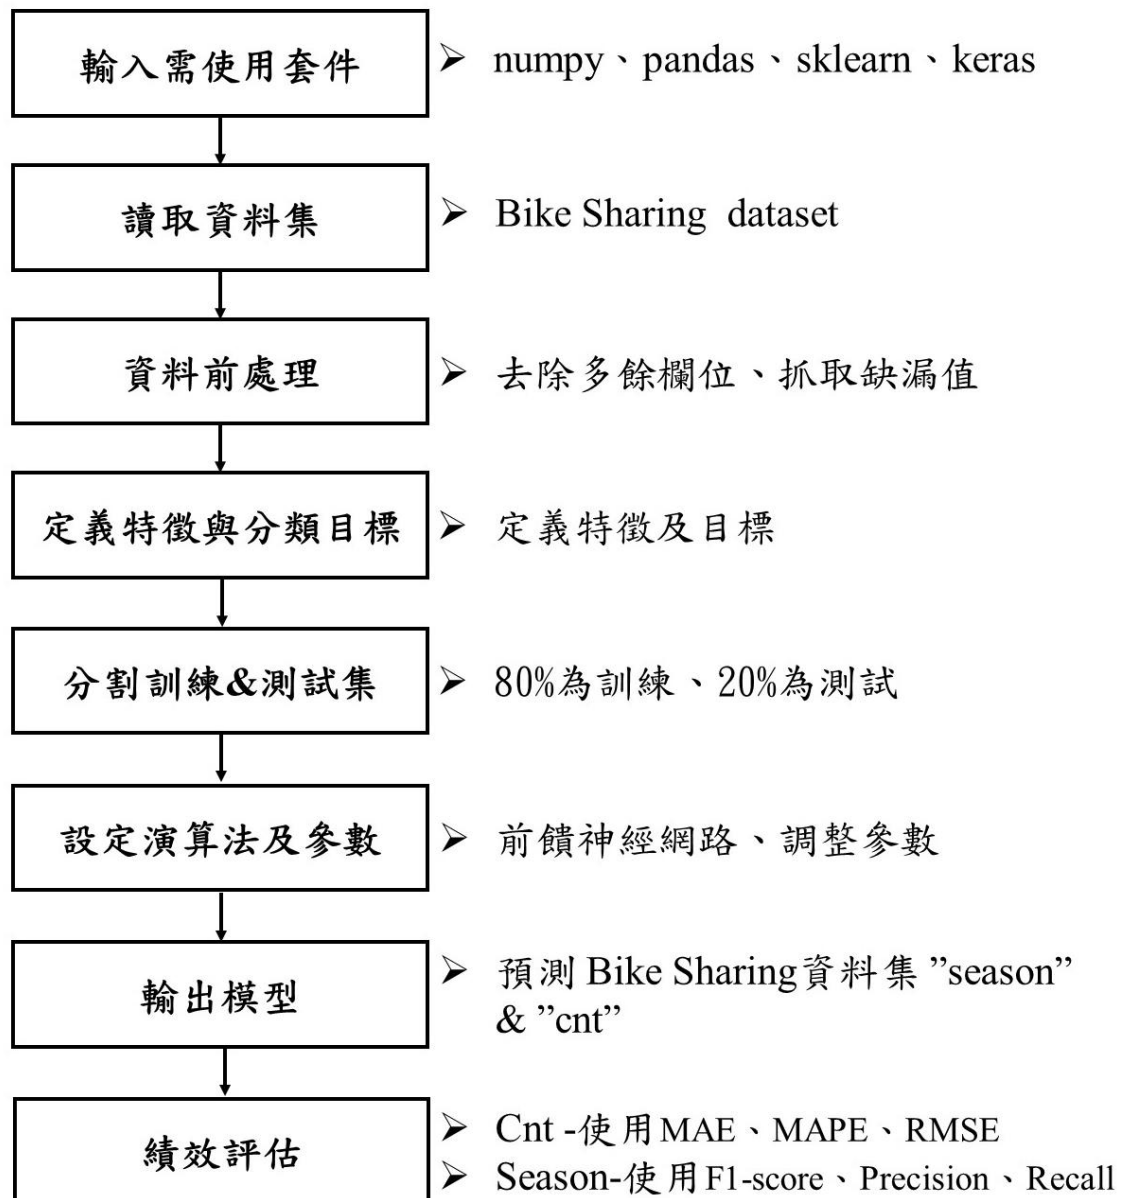 輸入需使用套件
➢ numpy、pandas、sklearn、keras
讀取資料集
➢ Bike Sharing dataset
資料前處理
➢ 去除多餘欄位、抓取缺漏值
定義特徵與分類目標
➢ 定義特徵及目標
分割訓練&測試集
➢ 80%為訓練、20%為測試
設定演算法及參數
➢ 前饋神經網路、調整參數
輸出模型
➢ 預測 Bike Sharing資料集 ”season”
& ”cnt”
績效評估
➢ Cnt -使用MAE、MAPE、RMSE
➢ Season-使用F1-score、Precision、Recall